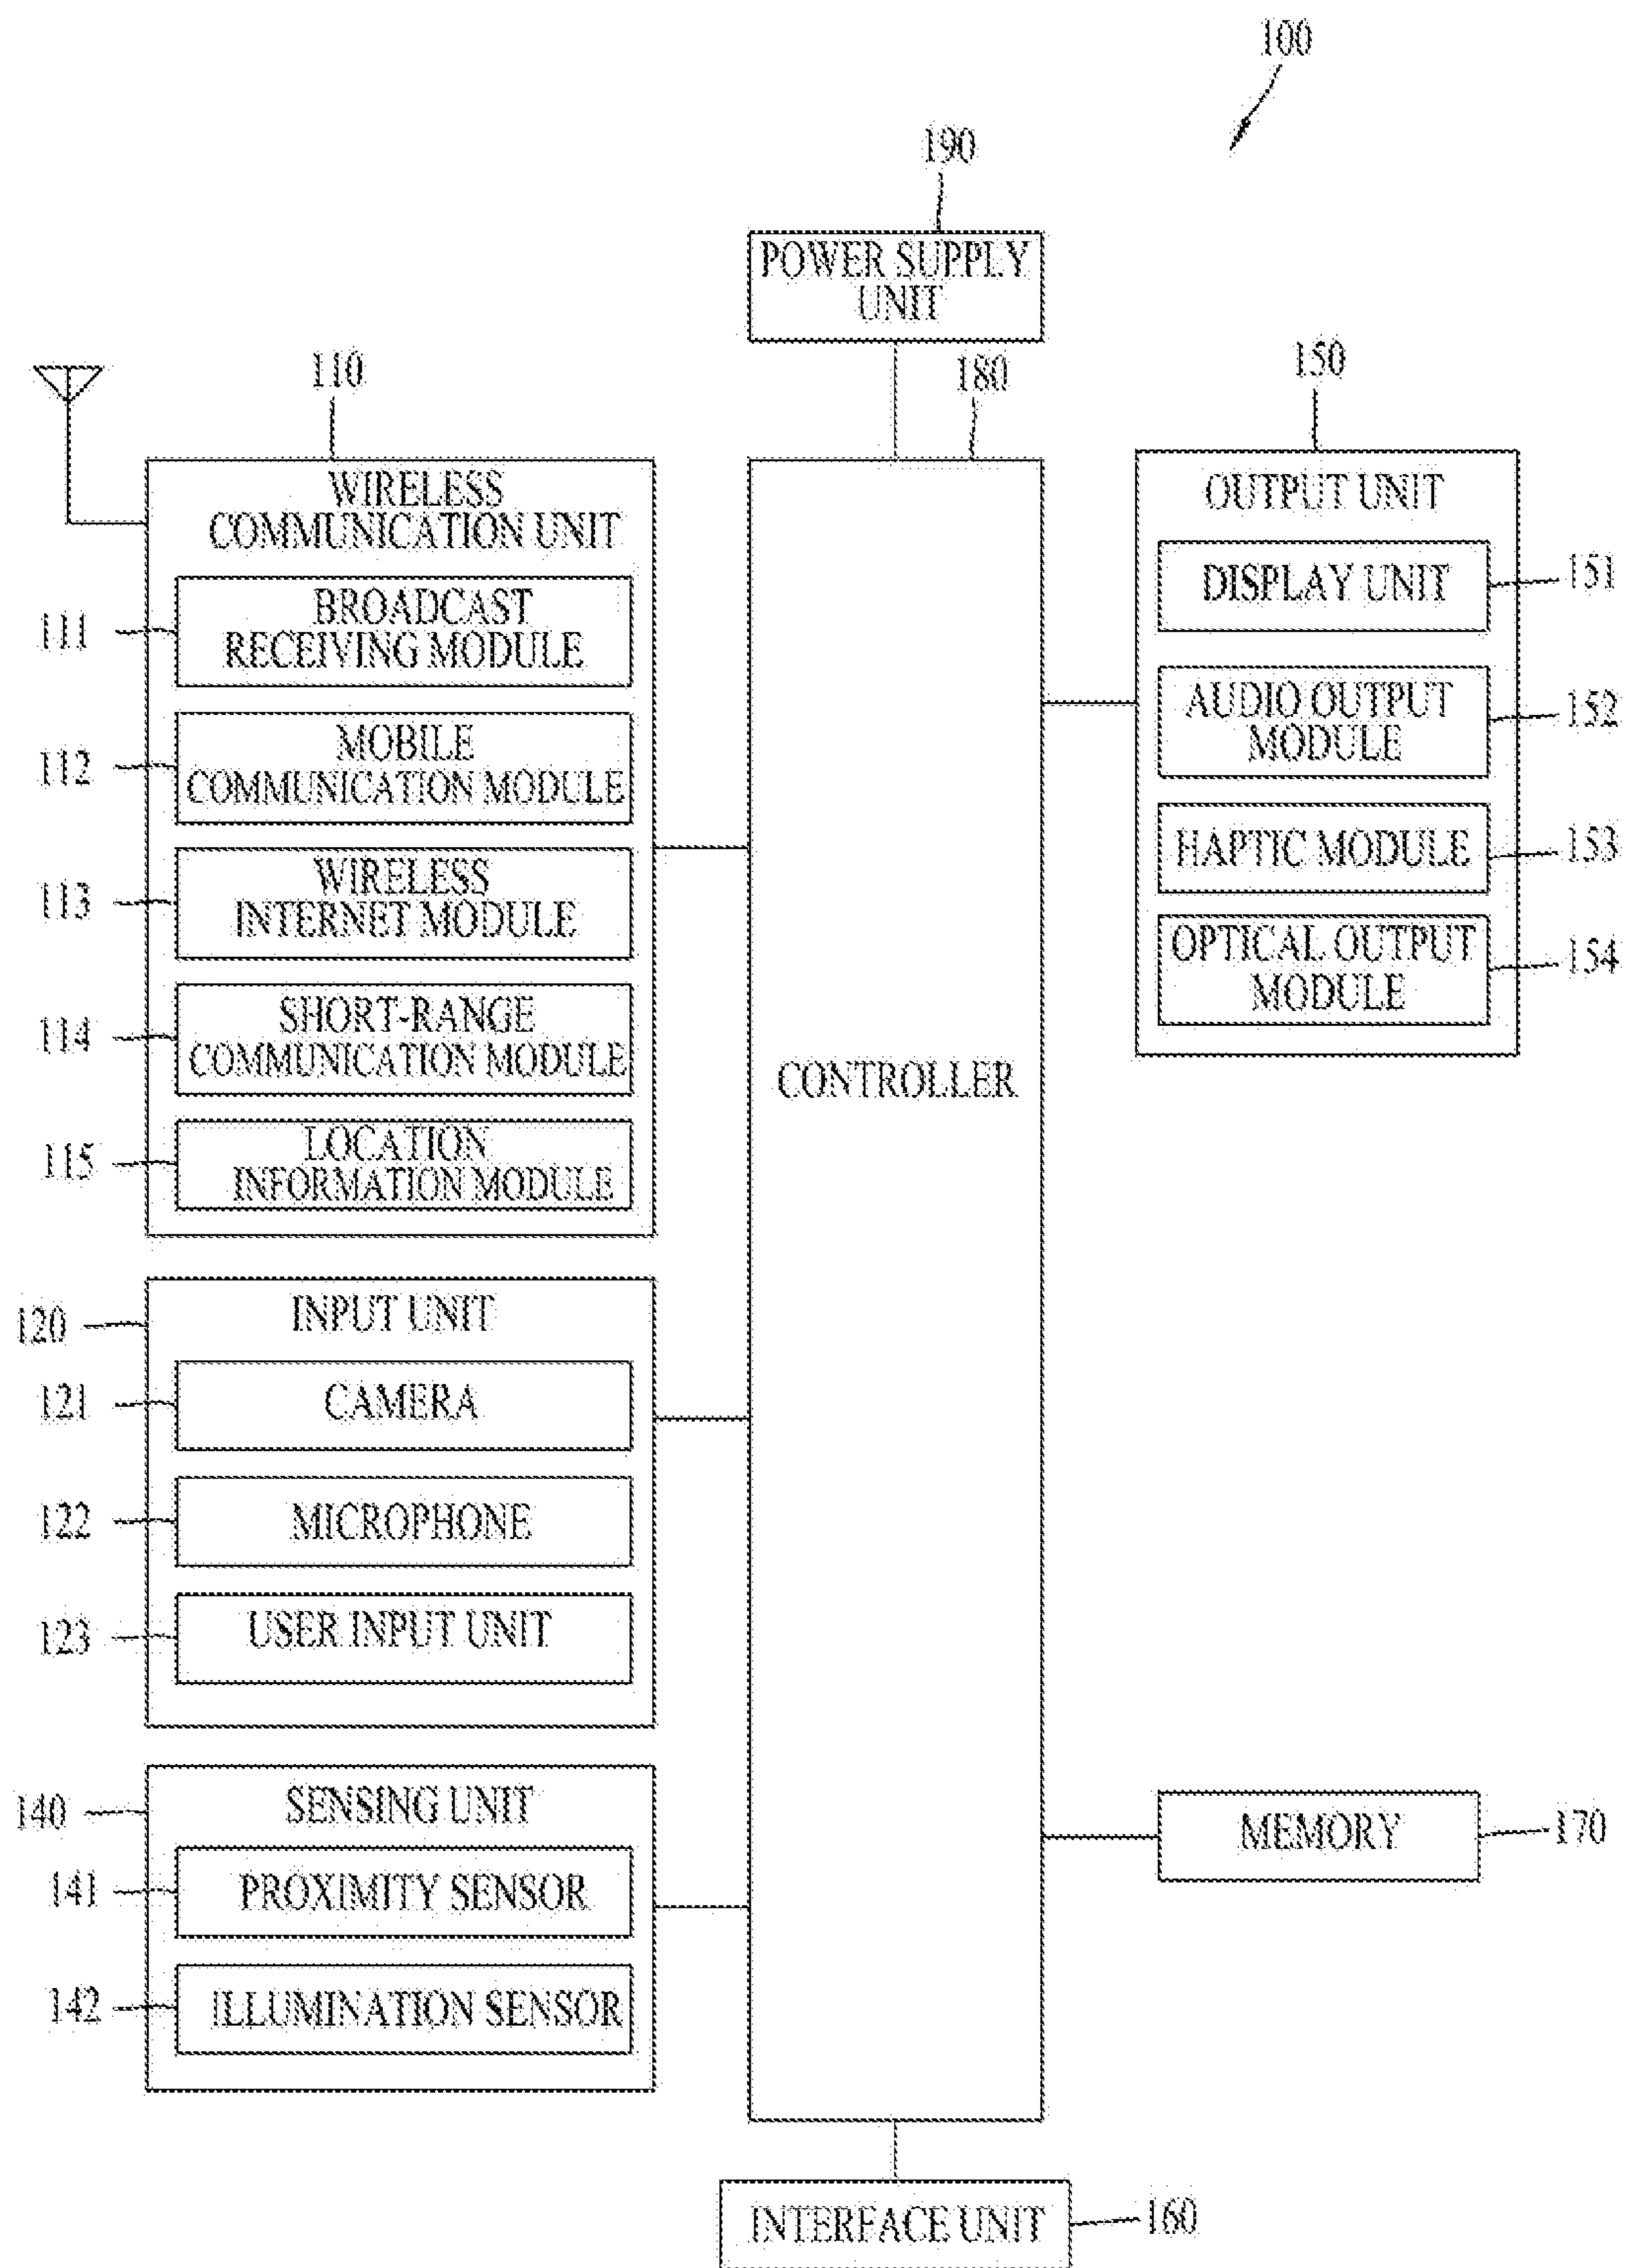 100
190
POWER SUPPLY
UNIT
110
180
150
WIRELESS
COMMUNICATION UNIT
111
BROADCAST
RECEIVING MODULE
112
MOBILE
COMMUNICATION MODULE
113
WIRELESS
INTERNET MODULE
114
SHORT-RANGE
COMMUNICATION MODULE
115
LOCATION
INFORMATION MODULE
120
INPUT UNIT
121
CAMERA
122
MICROPHONE
123
USER INPUT UNIT
140
SENSING UNIT
141
PROXIMITY SENSOR
142
ILLUMINATION SENSOR
CONTROLLER
OUTPUT UNIT
DISPLAY UNIT
151
AUDIO OUTPUT
MODULE
152
HAPTIC MODULE
153
OPTICAL OUTPUT
MODULE
154
MEMORY
170
INTERFACE UNIT
160